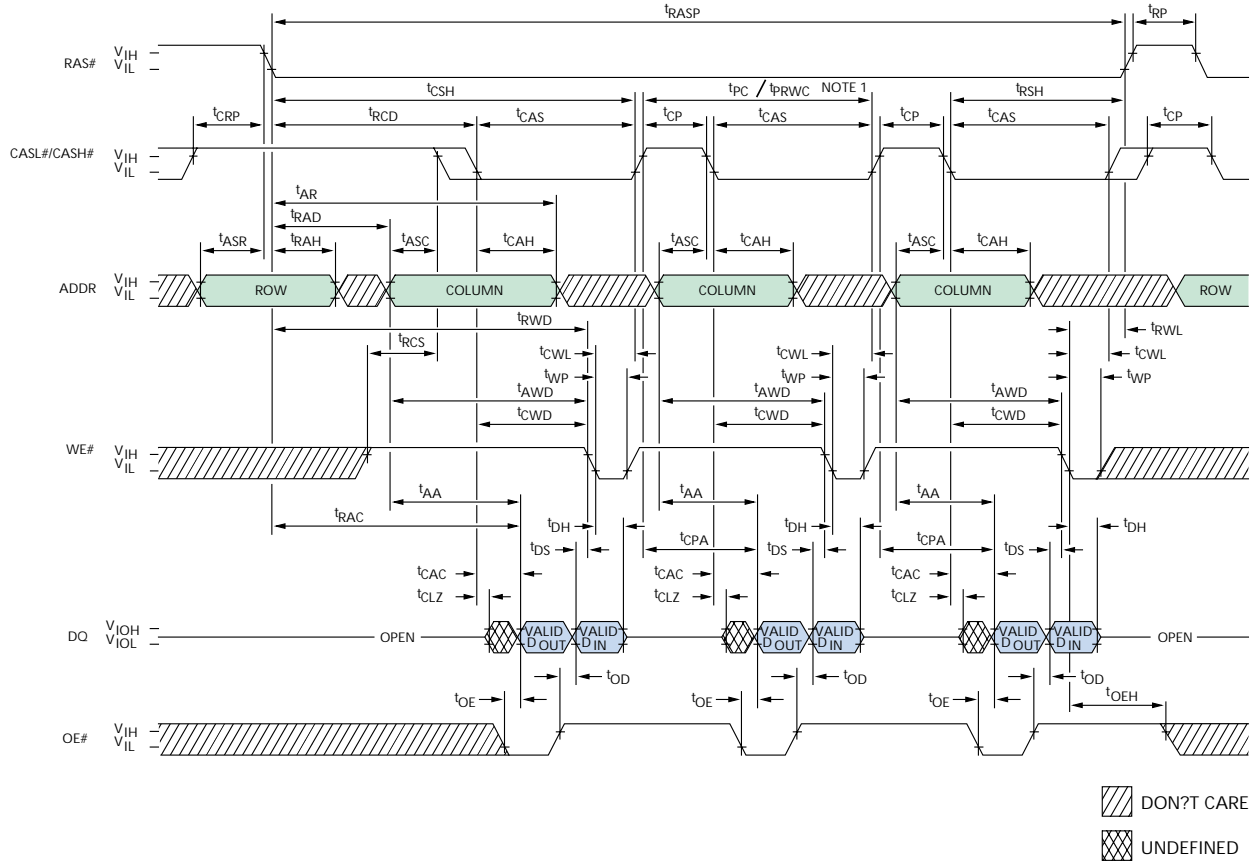 tRASP
tRP
RAS#
VIH
VIL
tCSH
tPC / tPRWC NOTE 1
tRSH
tCRP
tRCD
tCAS
tCP
tCAS
tCP
tCAS
tCP
CASL#/CASH#
VIH
VIL
tAR
tRAD
tASR
tRAH
tASC
tCAH
tASC
tCAH
tASC
tCAH
ADDR
VIH
VIL
ROW
COLUMN
COLUMN
COLUMN
ROW
tRWD
tRWL
tRCS
tCWL
tCWL
tCWL
tWP
tWP
tWP
tAWD
tAWD
tAWD
tCWD
tCWD
tCWD
WE#
VIH
VIL
tAA
tAA
tAA
tRAC
tDH
tDH
tDH
tCPA
tCPA
tDS
tDS
tDS
tCAC
tCAC
tCAC
tCLZ
tCLZ
tCLZ
DQ
VIOH
VIOL
OPEN
VALID DOUT
VALID DIN
VALID DOUT
VALID DIN
VALID DOUT
VALID DIN
OPEN
tOD
tOD
tOD
tOE
tOE
tOE
tOEH
OE#
VIH
VIL
DON?T CARE
UNDEFINED